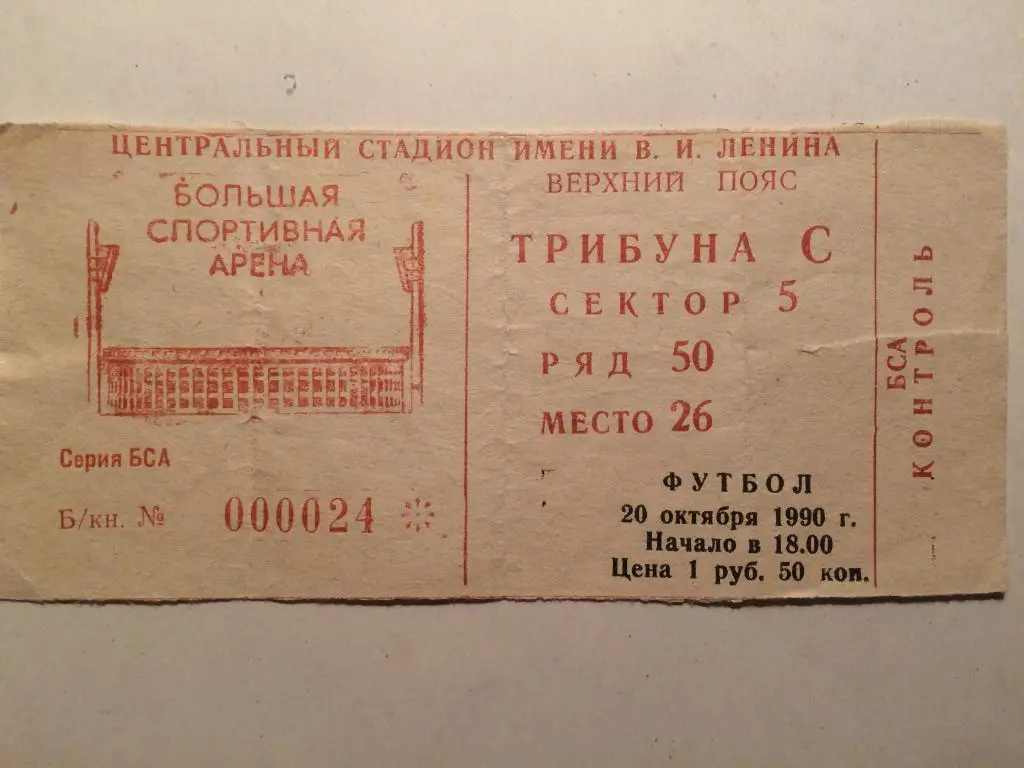 ЦЕНТРАЛЬНЫЙ СТАДИОН ИМЕНИ В. И. ЛЕНИНА
БОЛЬШАЯ
СПОРТИВНАЯ
АРЕНА
Серия БСА
Б/кн. № 000024
ВЕРХНИЙ ПОЯС
ТРИБУНА С
СЕКТОР 5
РЯД 50
МЕСТО 26
ФУТБОЛ
20 октября 1990 г.
Начало в 18.00
Цена 1 руб. 50 коп.
БСА
КОНТРОЛЬ